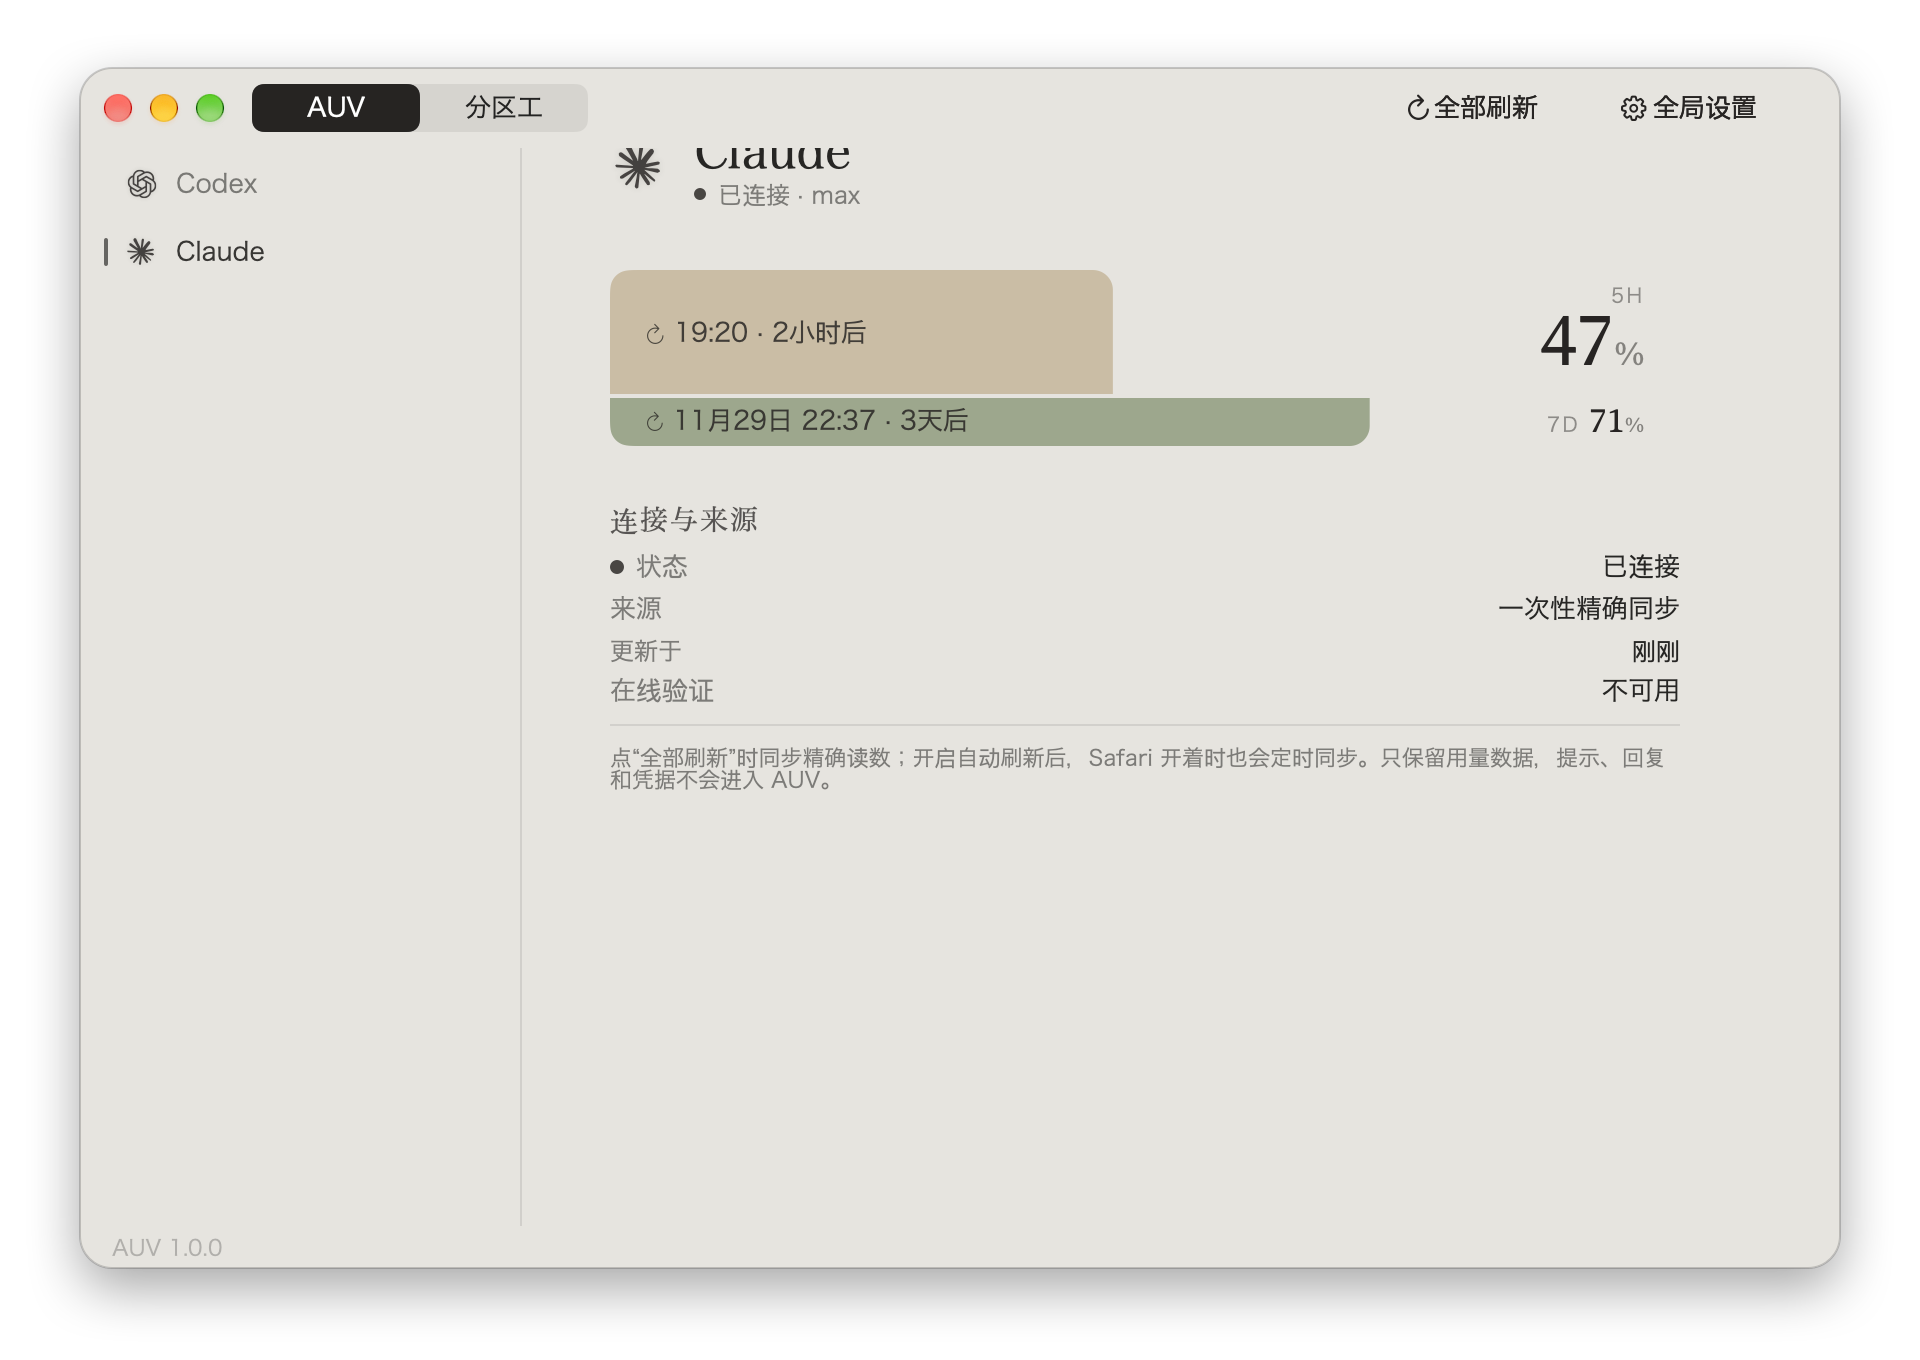 AUV
分区工
全部刷新
全局设置
Codex
Claude
Claude
已连接 · max
19:20 · 2小时后
5H
47%
11月29日 22:37 · 3天后
7D 71%
连接与来源
状态
已连接
来源
一次性精确同步
更新于
刚刚
在线验证
不可用
点“全部刷新”时同步精确读数；开启自动刷新后，Safari 开着时也会定时同步。只保留用量数据，提示、回复
和凭据不会进入 AUV。
AUV 1.0.0